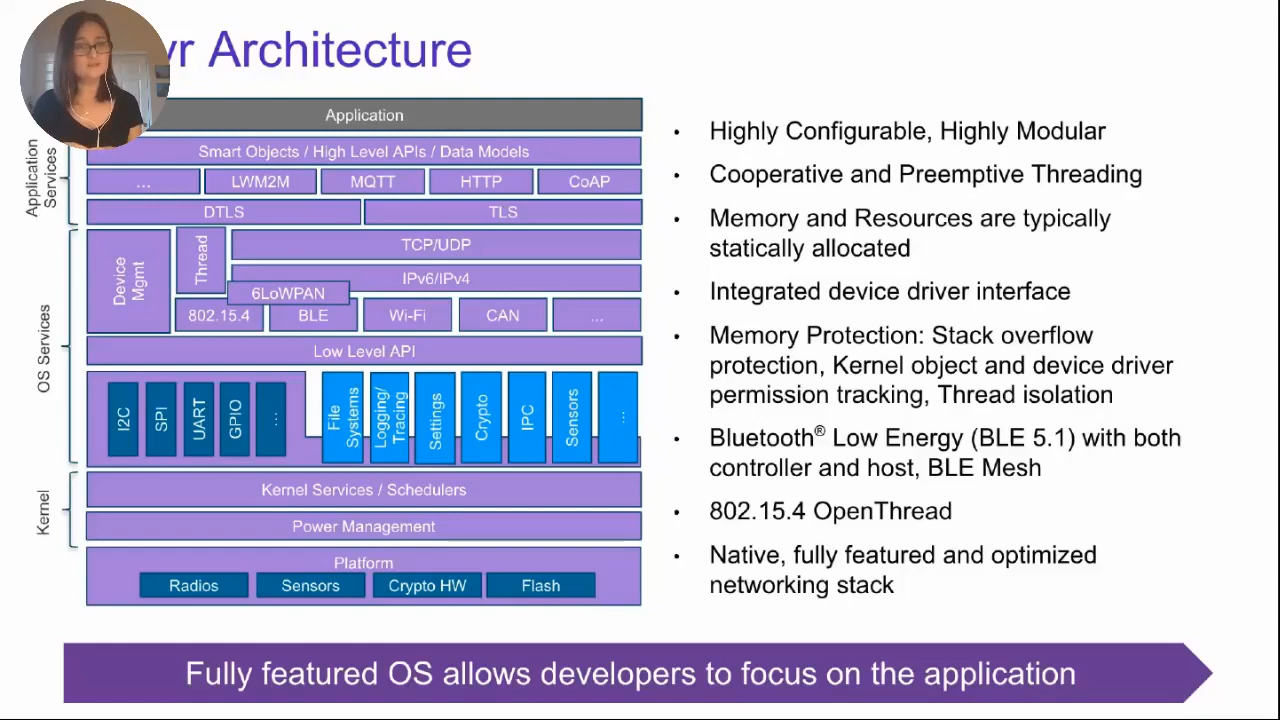 yr Architecture
Application
Application Services
Smart Objects / High Level APIs / Data Models
...
LWM2M
MQTT
HTTP
CoAP
DTLS
TLS
OS Services
Device Mgmt
Thread
TCP/UDP
IPv6/IPv4
6LoWPAN
802.15.4
BLE
Wi-Fi
CAN
...
Low Level API
I2C
SPI
UART
GPIO
...
File Systems
Logging/ Tracing
Settings
Crypto
IPC
Sensors
...
Kernel
Kernel Services / Schedulers
Power Management
Platform
Radios
Sensors
Crypto HW
Flash
• Highly Configurable, Highly Modular
• Cooperative and Preemptive Threading
• Memory and Resources are typically
statically allocated
• Integrated device driver interface
• Memory Protection: Stack overflow
protection, Kernel object and device driver
permission tracking, Thread isolation
• Bluetooth® Low Energy (BLE 5.1) with both
controller and host, BLE Mesh
• 802.15.4 OpenThread
• Native, fully featured and optimized
networking stack
Fully featured OS allows developers to focus on the application